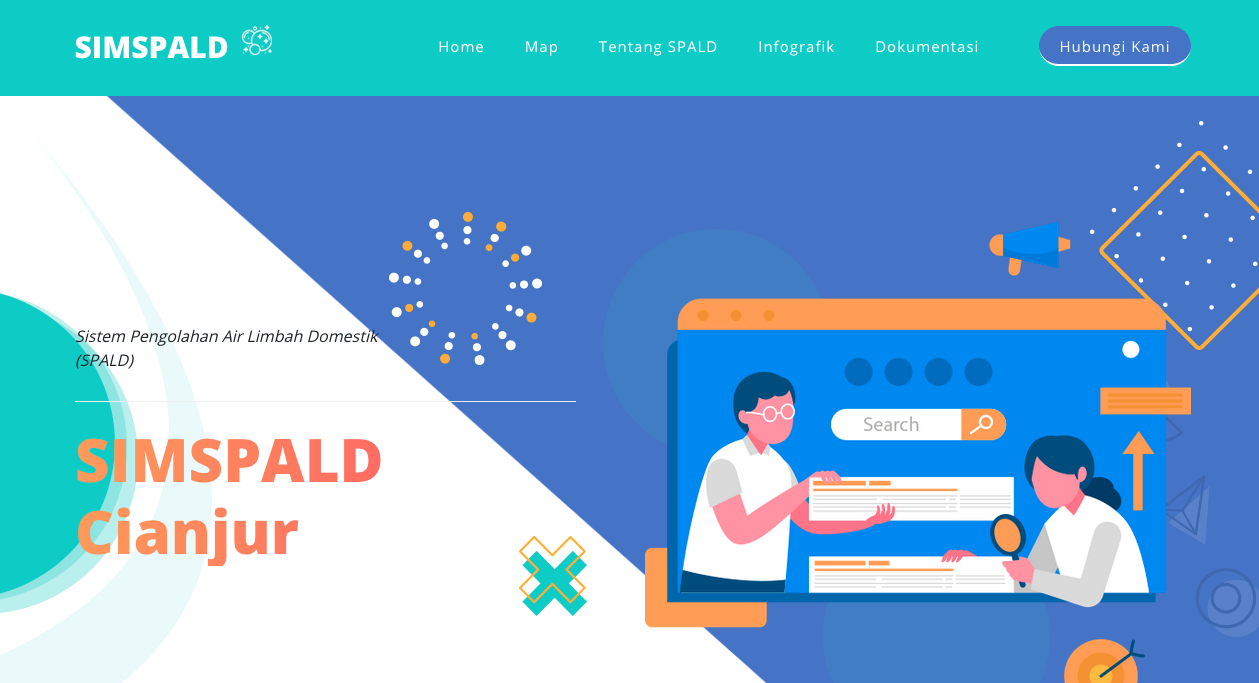 SIMSPALD
Home
Map
Tentang SPALD
Infografik
Dokumentasi
Hubungi Kami
Sistem Pengolahan Air Limbah Domestik
(SPALD)
SIMSPALD
Cianjur
Search